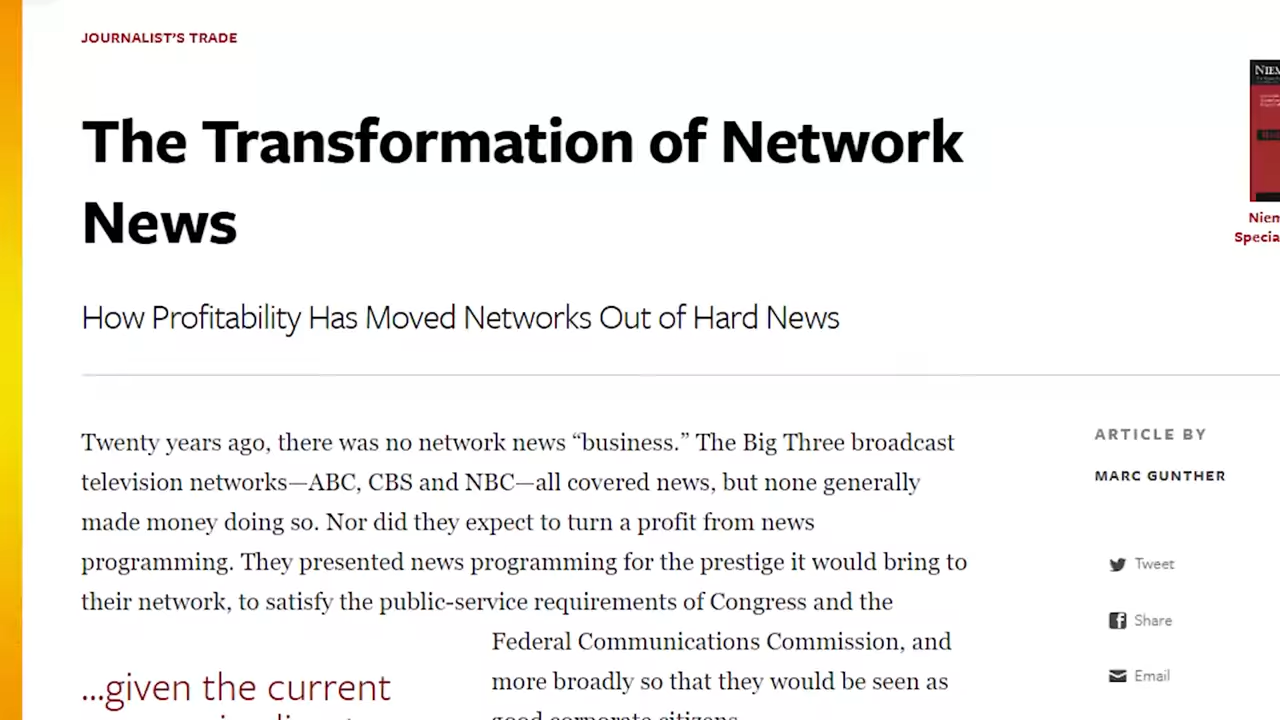 JOURNALIST'S TRADE
The Transformation of Network
News
How Profitability Has Moved Networks Out of Hard News
Twenty years ago, there was no network news “business.” The Big Three broadcast
television networks—ABC, CBS and NBC—all covered news, but none generally
made money doing so. Nor did they expect to turn a profit from news
programming. They presented news programming for the prestige it would bring to
their network, to satisfy the public-service requirements of Congress and the
Federal Communications Commission, and
more broadly so that they would be seen as
good corporate citizens.
...given the current
ARTICLE BY
MARC GUNTHER
Tweet
Share
Email